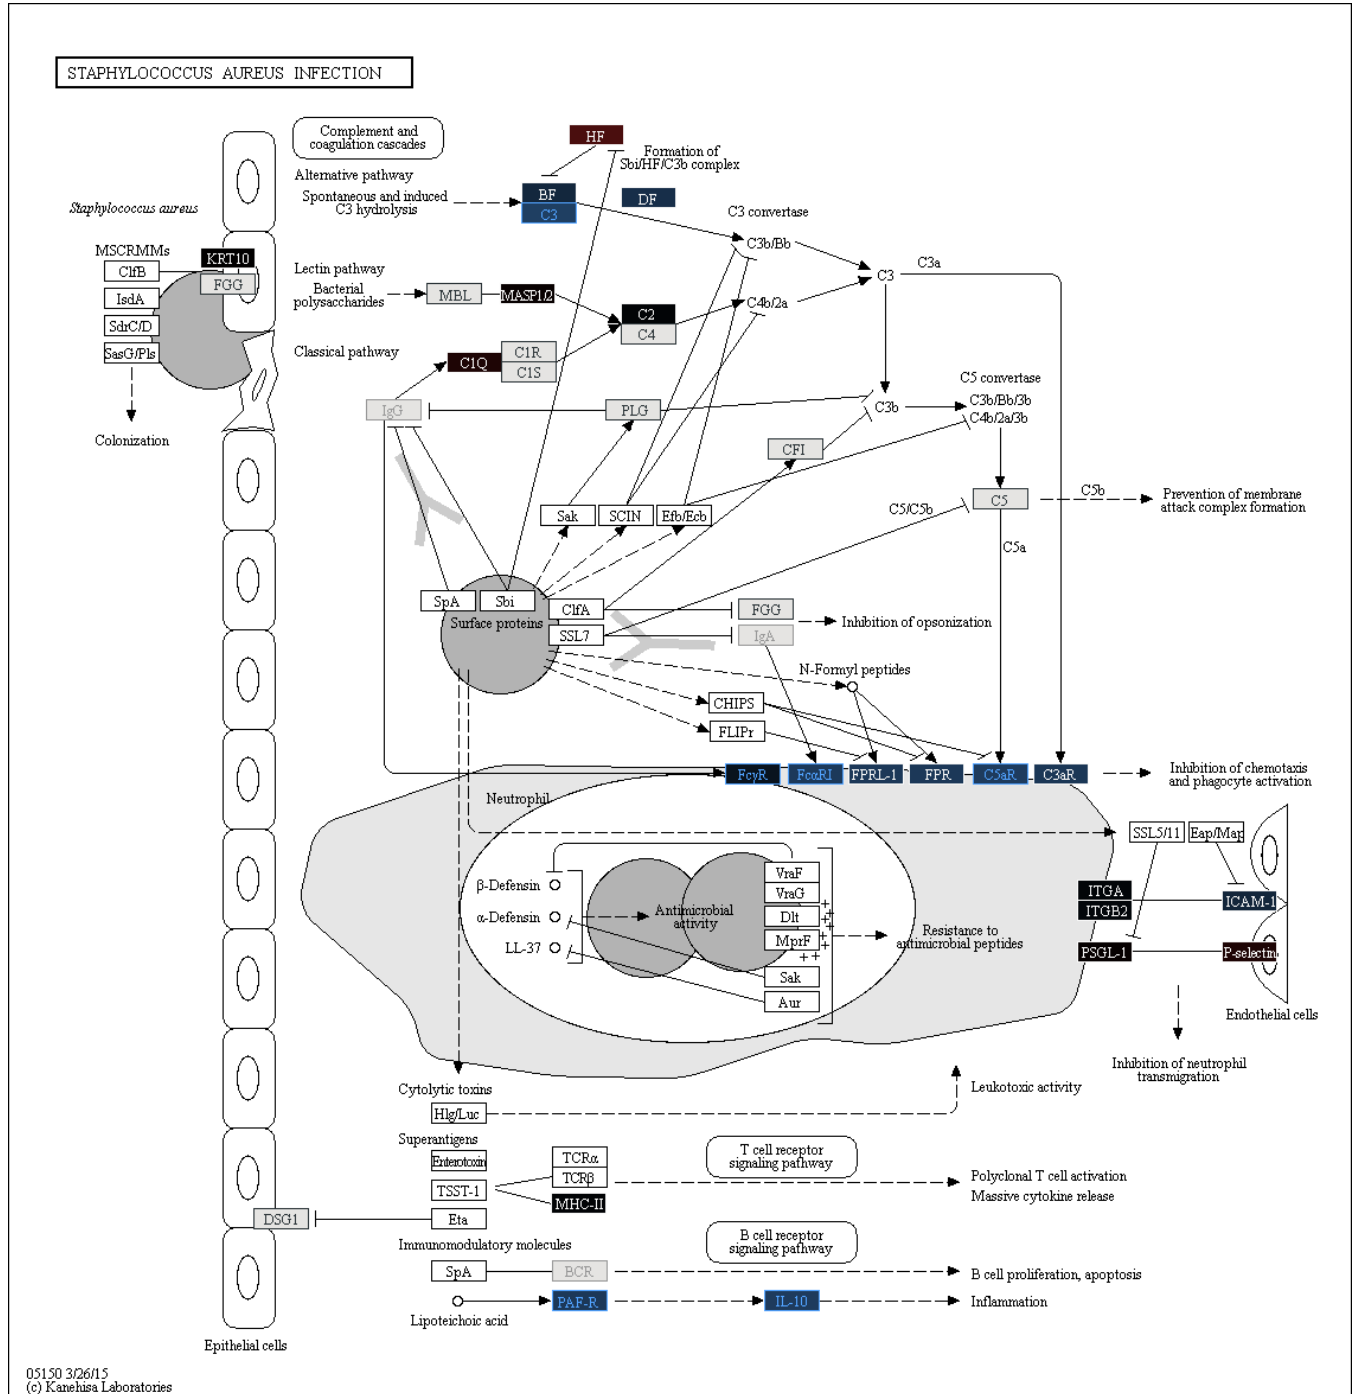 STAPHYLOCOCCUS AUREUS INFECTION
Complement and
coagulation cascades
HF
Formation of
Sbi/HF/C3b complex
Alternative pathway
Spontaneous and induced
C3 hydrolysis
BF
C3
DF
C3 convertase
C3b/Bb
C3
C3a
Staphylococcus aureus
MSCRMMs
ClfB
IsdA
SdrC/D
SasG/Pls
Colonization
KRT10
FGG
Lectin pathway
Bacterial
polysaccharides
MBL
MASP1/2
C2
C4
C4b/2a
Classical pathway
C1Q
C1R
C1S
IgG
PLG
C3b
C5 convertase
C3b/Bb/3b
C4b/2a/3b
CFI
C5
C5b
Prevention of membrane
attack complex formation
C5/C5b
C5a
Sak
SCIN
Efb/Ecb
SpA
Sbi
Surface proteins
ClfA
SSL7
FGG
IgA
Inhibition of opsonization
N-Formyl peptides
CHIPS
FLIPr
FcγR
FcαRI
FPRL-1
FPR
C5aR
C3aR
Inhibition of chemotaxis
and phagocyte activation
Neutrophil
SSL5/11
Eap/Map
β-Defensin
α-Defensin
LL-37
Antimicrobial
activity
VraF
VraG
Dlt
MprF
Sak
Aur
+
+
+
+
+
+ +
Resistance to
antimicrobial peptides
ITGA
ITGB2
ICAM-1
PSGL-1
P-selectin
Endothelial cells
Inhibition of neutrophil
transmigration
Cytolytic toxins
Hlg/Luc
Leukotoxic activity
Superantigens
Enterotoxin
TSST-1
Eta
TCRα
TCRβ
MHC-II
T cell receptor
signaling pathway
Polyclonal T cell activation
Massive cytokine release
DSG1
Immunomodulatory molecules
SpA
BCR
B cell receptor
signaling pathway
B cell proliferation, apoptosis
Lipoteichoic acid
PAF-R
IL-10
Inflammation
Epithelial cells
05150 3/26/15
(c) Kanehisa Laboratories